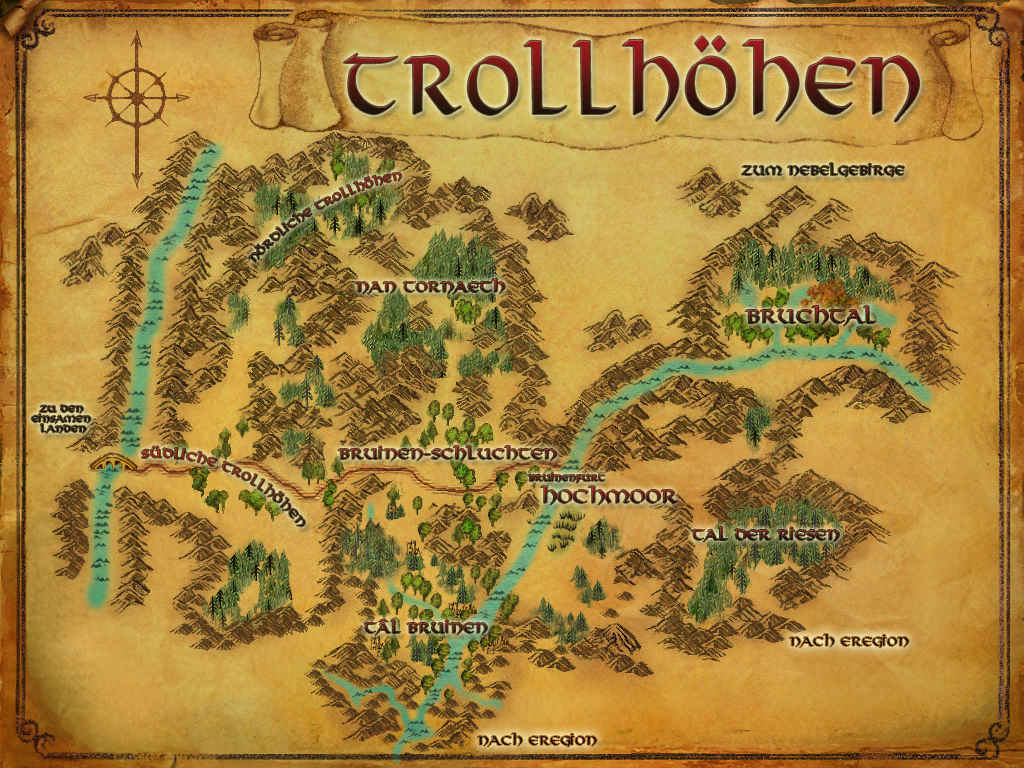 Trollhöhen
zum Nebelgebirge
nördliche Trollhöhen
Nan Tornaeth
Bruchtal
zu den
einsamen
Landen
südliche Trollhöhen
Bruinen-Schluchten
Bruinenfurt
Hochmoor
Tal der Riesen
Tâl Bruinen
nach Eregion
nach Eregion